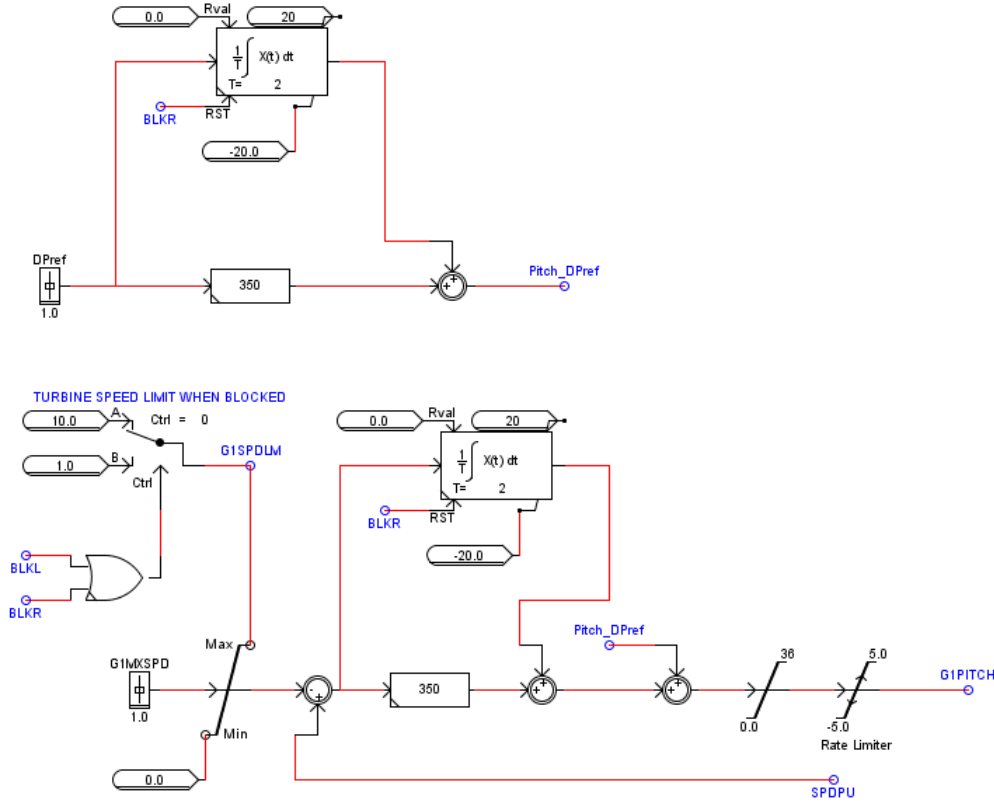 0.0
Rval
20
1
T
X(t) dt
T=
2
BLKR
RST
-20.0
DPref
1.0
350
+
+
Pitch_DPref
TURBINE SPEED LIMIT WHEN BLOCKED
10.0
A
Ctrl = 0
1.0
B
Ctrl
G1SPDLM
BLKL
BLKR
0.0
Rval
20
1
T
X(t) dt
T=
2
BLKR
RST
-20.0
Max
G1MXSPD
1.0
Min
0.0
-
+
350
+
+
Pitch_DPref
+
+
36
0.0
5.0
-5.0
Rate Limiter
G1PITCH
SPDPU